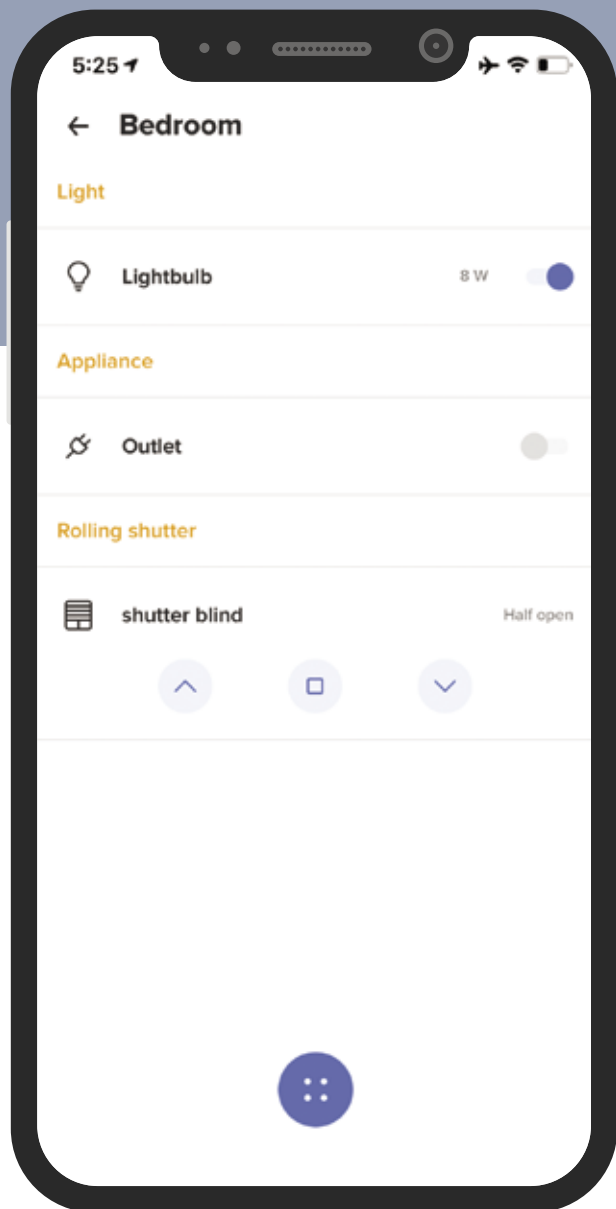 5:25
Bedroom
Light
Lightbulb 8 W
Appliance
Outlet
Rolling shutter
shutter blind Half open